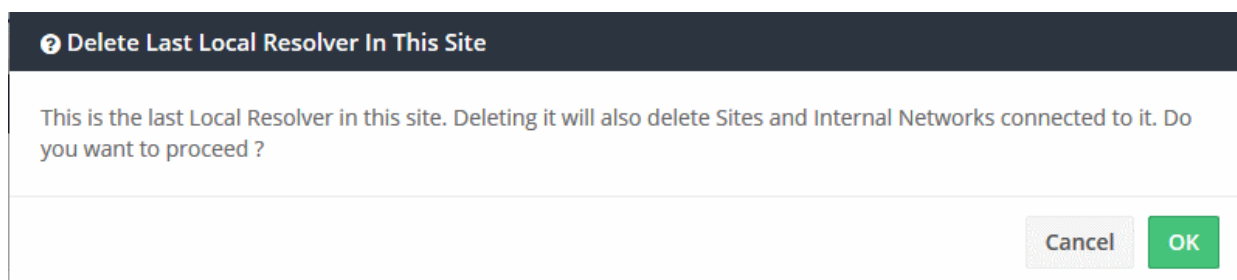 Delete Last Local Resolver In This Site
This is the last Local Resolver in this site. Deleting it will also delete Sites and Internal Networks connected to it. Do
you want to proceed ?
Cancel OK